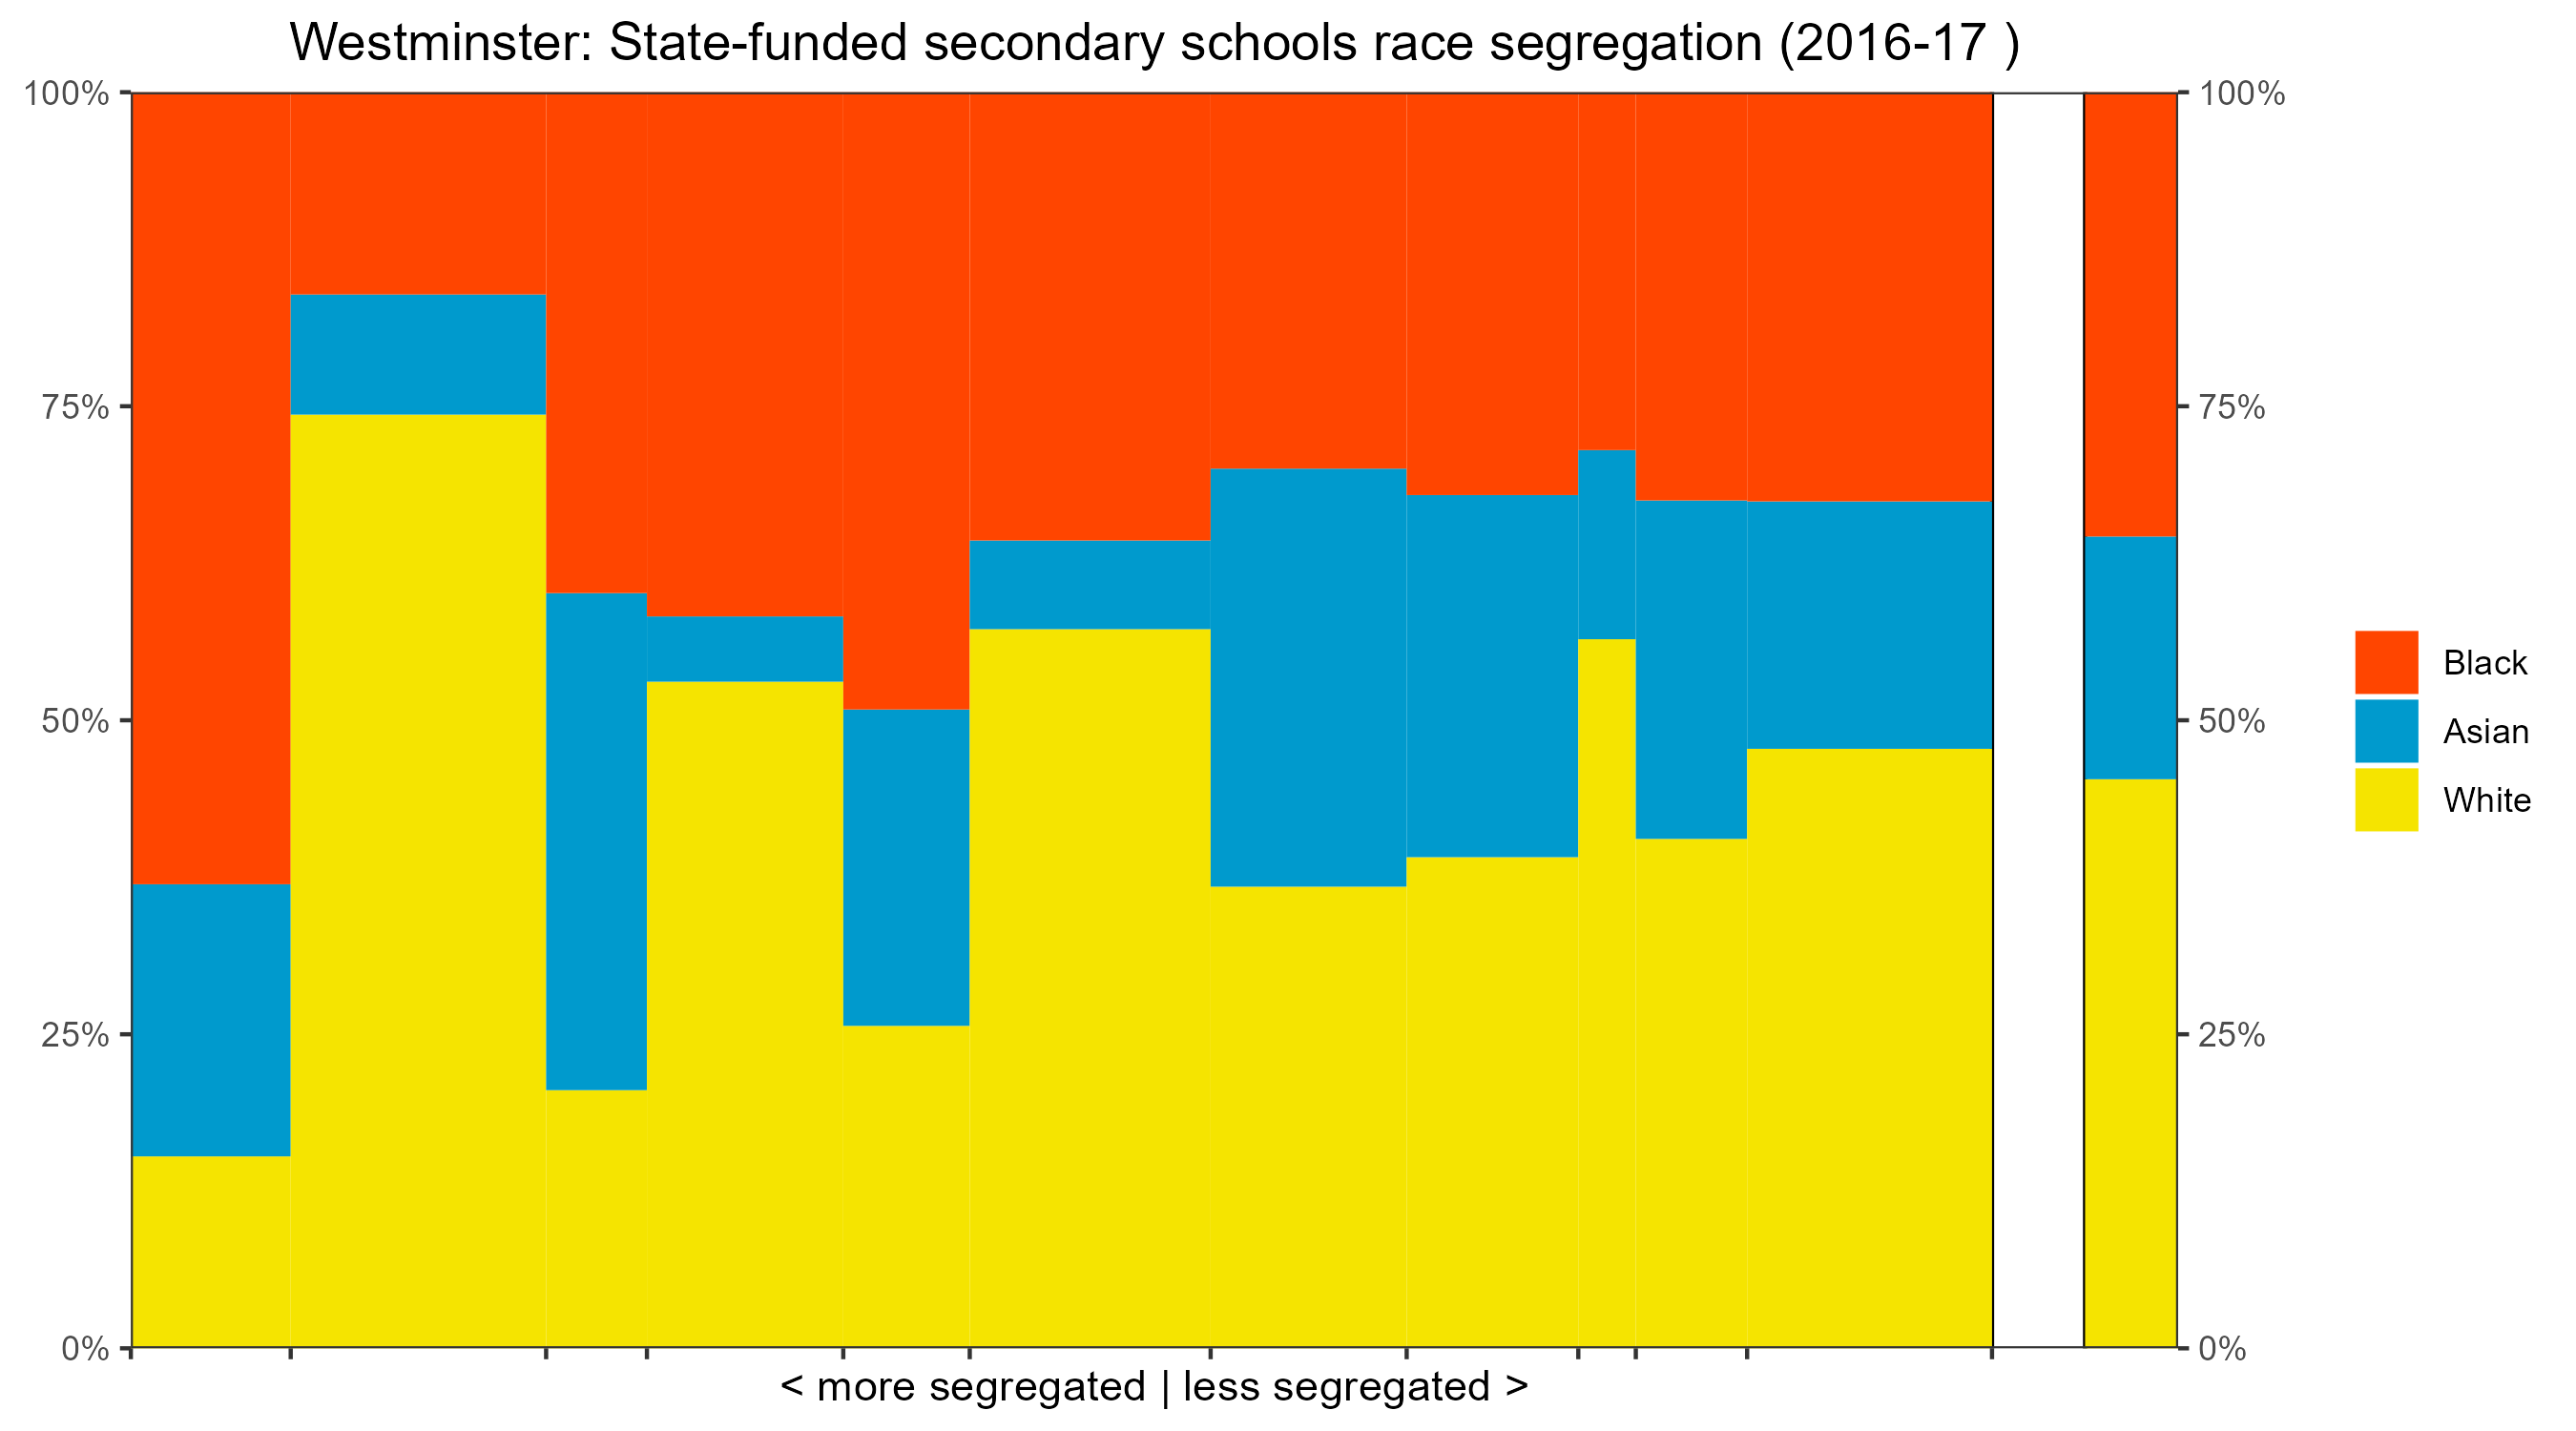 Westminster: State-funded secondary schools race segregation (2016-17 )
100%
75%
50%
25%
0%
100%
75%
50%
25%
0%
< more segregated | less segregated >
Black
Asian
White